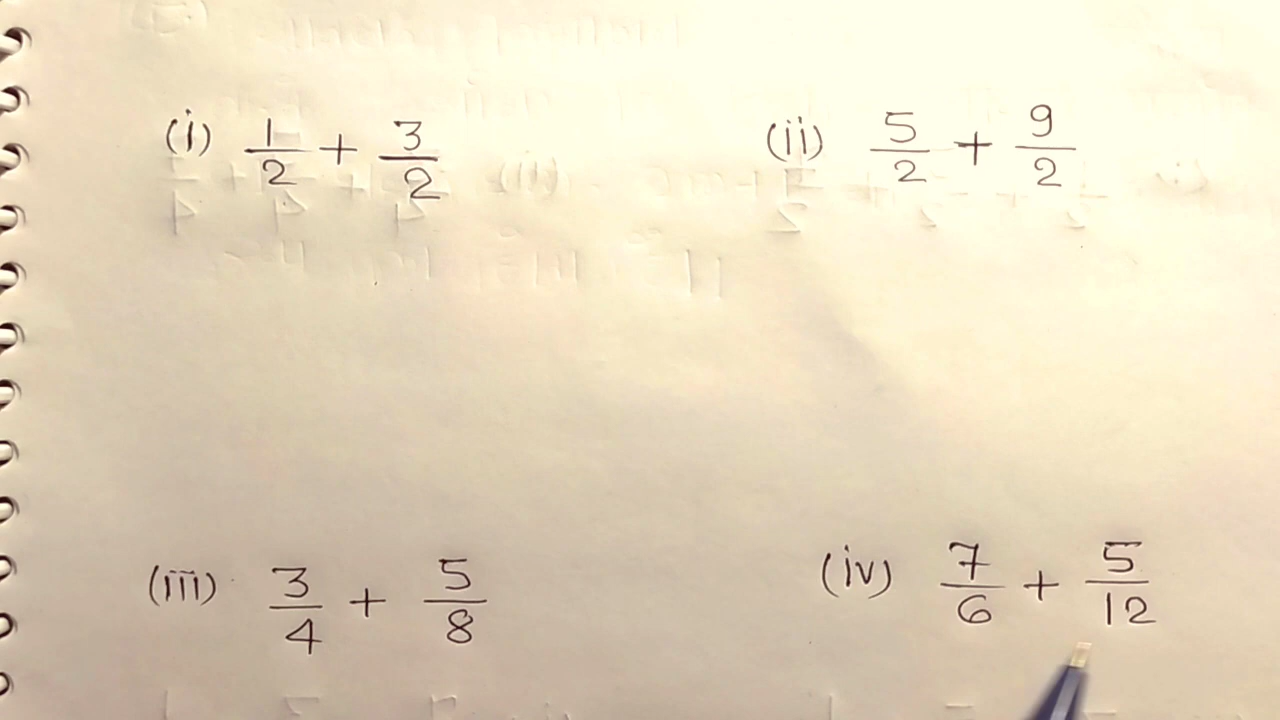 (i) 1/2 + 3/2
(ii) 5/2 + 9/2
(iii) 3/4 + 5/8
(iv) 7/6 + 5/12